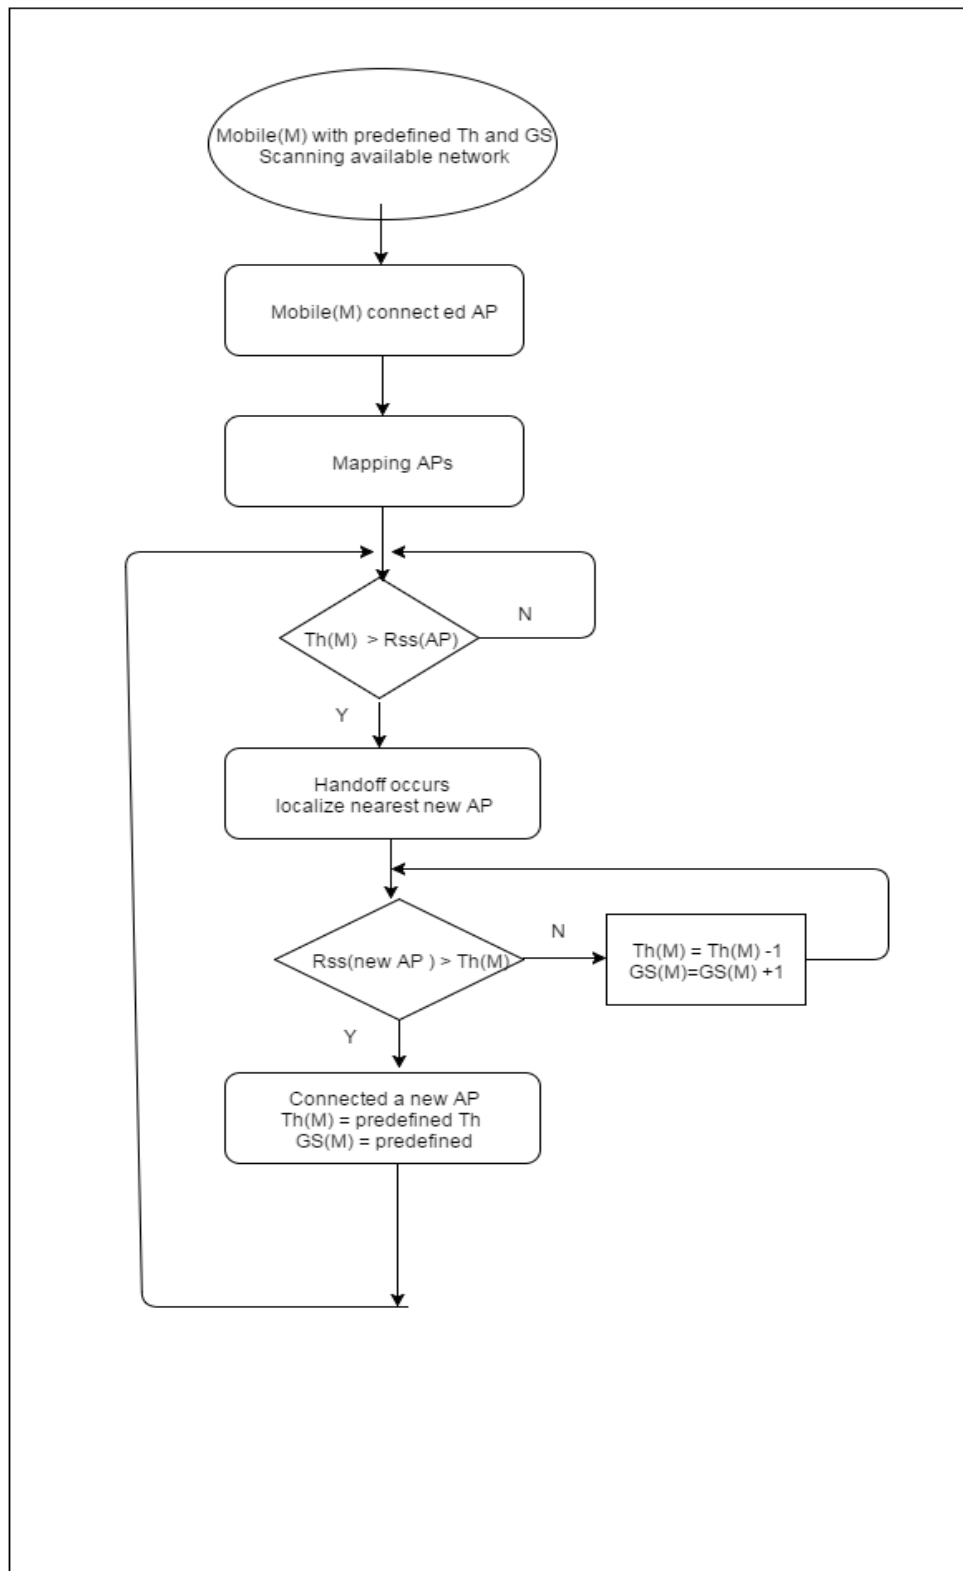 Mobile(M) with predefined Th and GS
Scanning available network
Mobile(M) connect ed AP
Mapping APs
Th(M) > Rss(AP)
N
Y
Handoff occurs
localize nearest new AP
Rss(new AP ) > Th(M)
N
Th(M) = Th(M) -1
GS(M)=GS(M) +1
Y
Connected a new AP
Th(M) = predefined Th
GS(M) = predefined